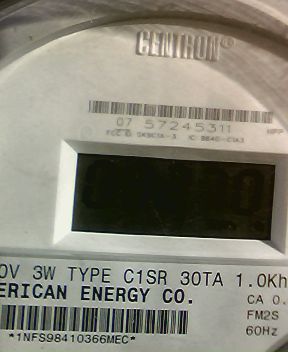 CENTRON®
07 57245311
0V 3W TYPE C1SR 30TA 1.0Kh
ERICAN ENERGY CO.
CA 0.
FM2S
60Hz
*1NFS98410366MEC*